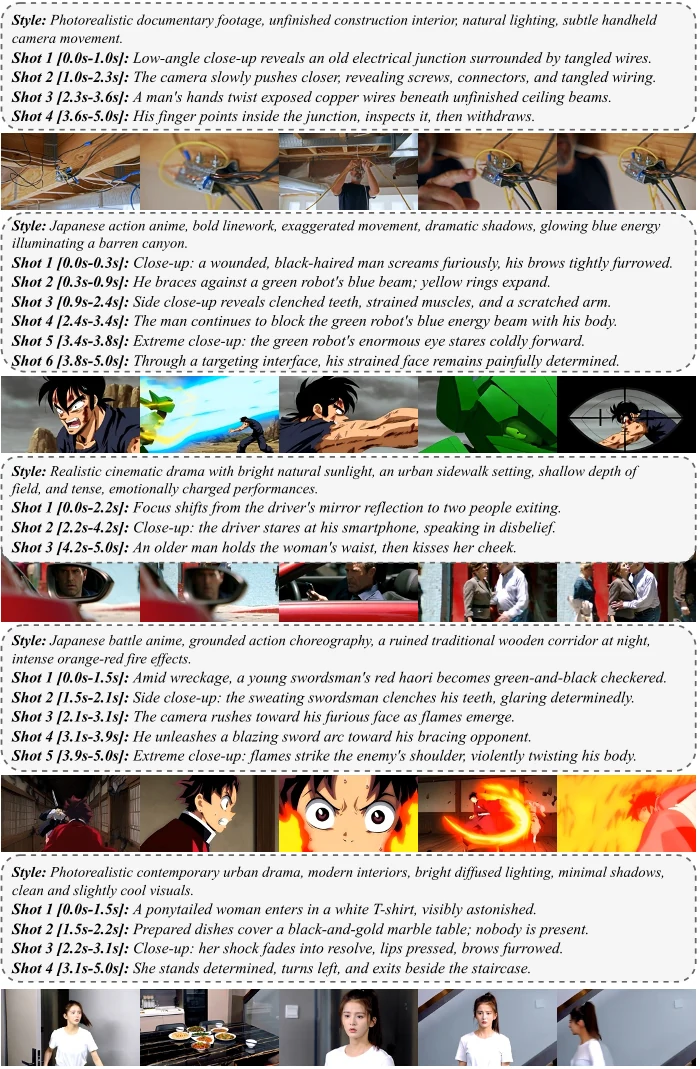 Style: Photorealistic documentary footage, unfinished construction interior, natural lighting, subtle handheld
camera movement.
Shot 1 [0.0s-1.0s]: Low-angle close-up reveals an old electrical junction surrounded by tangled wires.
Shot 2 [1.0s-2.3s]: The camera slowly pushes closer, revealing screws, connectors, and tangled wiring.
Shot 3 [2.3s-3.6s]: A man's hands twist exposed copper wires beneath unfinished ceiling beams.
Shot 4 [3.6s-5.0s]: His finger points inside the junction, inspects it, then withdraws.
Style: Japanese action anime, bold linework, exaggerated movement, dramatic shadows, glowing blue energy
illuminating a barren canyon.
Shot 1 [0.0s-0.3s]: Close-up: a wounded, black-haired man screams furiously, his brows tightly furrowed.
Shot 2 [0.3s-0.9s]: He braces against a green robot's blue beam; yellow rings expand.
Shot 3 [0.9s-2.4s]: Side close-up reveals clenched teeth, strained muscles, and a scratched arm.
Shot 4 [2.4s-3.4s]: The man continues to block the green robot's blue energy beam with his body.
Shot 5 [3.4s-3.8s]: Extreme close-up: the green robot's enormous eye stares coldly forward.
Shot 6 [3.8s-5.0s]: Through a targeting interface, his strained face remains painfully determined.
Style: Realistic cinematic drama with bright natural sunlight, an urban sidewalk setting, shallow depth of
field, and tense, emotionally charged performances.
Shot 1 [0.0s-2.2s]: Focus shifts from the driver's mirror reflection to two people exiting.
Shot 2 [2.2s-4.2s]: Close-up: the driver stares at his smartphone, speaking in disbelief.
Shot 3 [4.2s-5.0s]: An older man holds the woman's waist, then kisses her cheek.
Style: Japanese battle anime, grounded action choreography, a ruined traditional wooden corridor at night,
intense orange-red fire effects.
Shot 1 [0.0s-1.5s]: Amid wreckage, a young swordsman's red haori becomes green-and-black checkered.
Shot 2 [1.5s-2.1s]: Side close-up: the sweating swordsman clenches his teeth, glaring determinedly.
Shot 3 [2.1s-3.1s]: The camera rushes toward his furious face as flames emerge.
Shot 4 [3.1s-3.9s]: He unleashes a blazing sword arc toward his bracing opponent.
Shot 5 [3.9s-5.0s]: Extreme close-up: flames strike the enemy's shoulder, violently twisting his body.
Style: Photorealistic contemporary urban drama, modern interiors, bright diffused lighting, minimal shadows,
clean and slightly cool visuals.
Shot 1 [0.0s-1.5s]: A ponytailed woman enters in a white T-shirt, visibly astonished.
Shot 2 [1.5s-2.2s]: Prepared dishes cover a black-and-gold marble table; nobody is present.
Shot 3 [2.2s-3.1s]: Close-up: her shock fades into resolve, lips pressed, brows furrowed.
Shot 4 [3.1s-5.0s]: She stands determined, turns left, and exits beside the staircase.